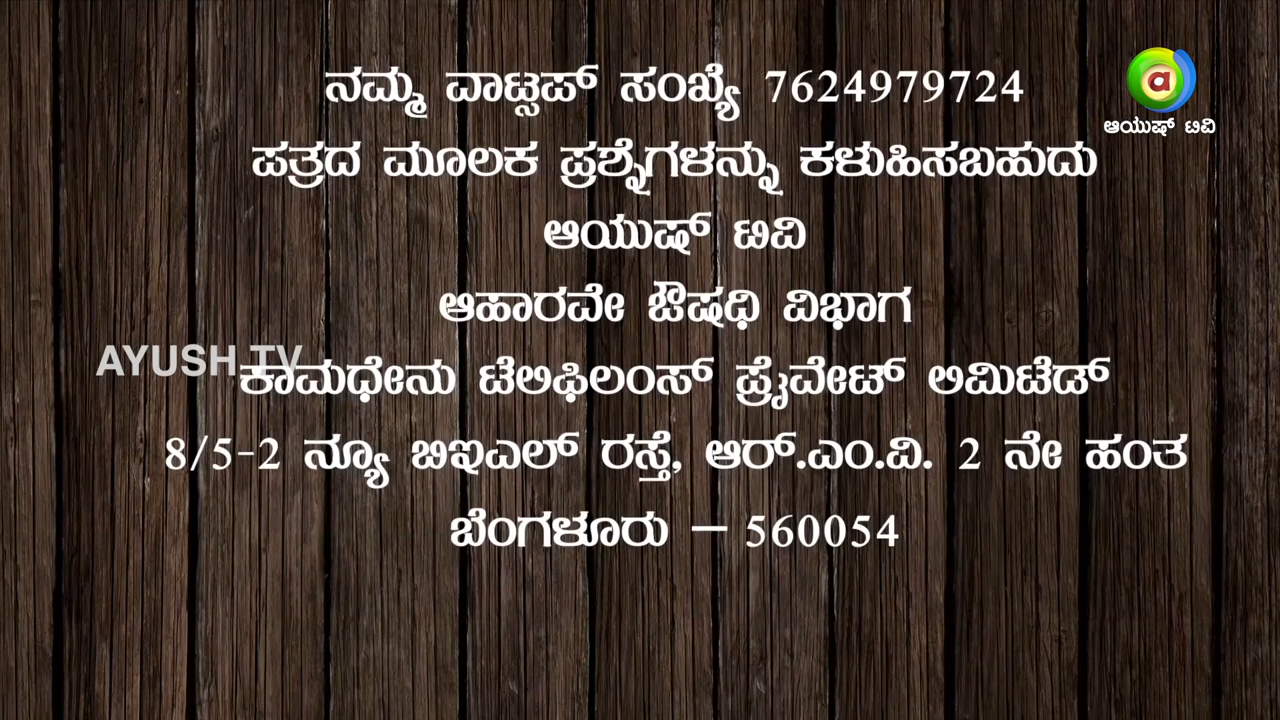 ನಮ್ಮ ವಾಟ್ಸಪ್ ಸಂಖ್ಯೆ 7624979724
ಪತ್ರದ ಮೂಲಕ ಪ್ರಶ್ನೆಗಳನ್ನು ಕಳುಹಿಸಬಹುದು
ಆಯುಷ್ ಟಿವಿ
ಆಹಾರವೇ ಔಷಧಿ ವಿಭಾಗ
ಕಾಮಧೇನು ಟೆಲಿಫಿಲಂಸ್ ಪ್ರೈವೇಟ್ ಲಿಮಿಟೆಡ್
8/5-2 ನ್ಯೂ ಬಿಇಎಲ್ ರಸ್ತೆ, ಆರ್.ಎಂ.ವಿ. 2 ನೇ ಹಂತ
ಬೆಂಗಳೂರು – 560054
AYUSH TV
a
ಆಯುಷ್ ಟಿವಿ